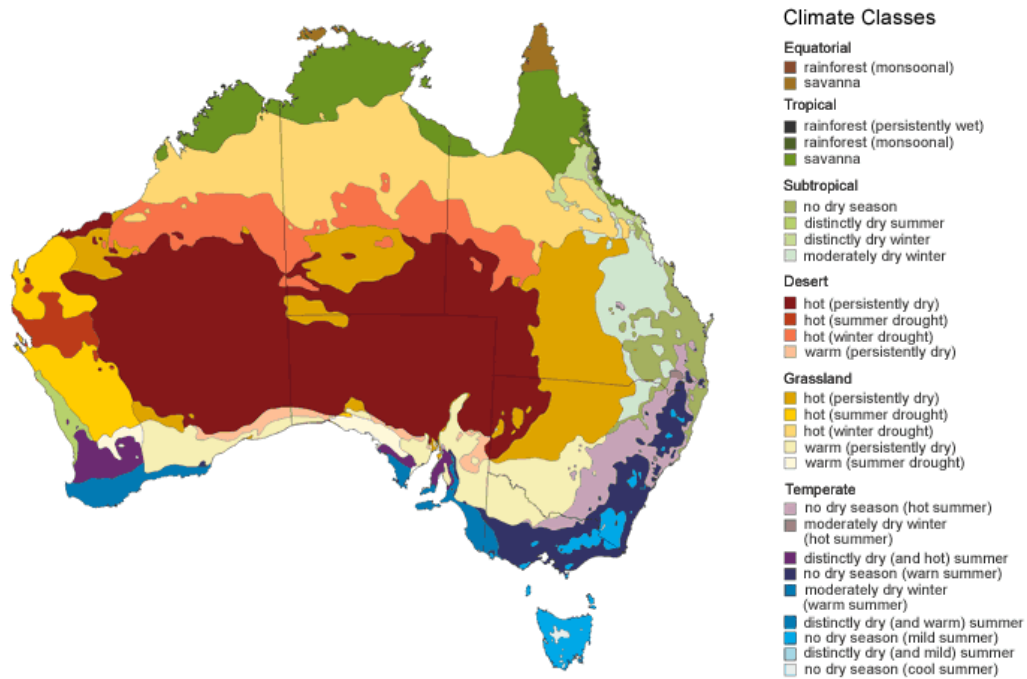 Climate Classes
Equatorial
rainforest (monsoonal)
savanna
Tropical
rainforest (persistently wet)
rainforest (monsoonal)
savanna
Subtropical
no dry season
distinctly dry summer
distinctly dry winter
moderately dry winter
Desert
hot (persistently dry)
hot (summer drought)
hot (winter drought)
warm (persistently dry)
Grassland
hot (persistently dry)
hot (summer drought)
hot (winter drought)
warm (persistently dry)
warm (summer drought)
Temperate
no dry season (hot summer)
moderately dry winter
(hot summer)
distinctly dry (and hot) summer
no dry season (warn summer)
moderately dry winter
(warm summer)
distinctly dry (and warm) summer
no dry season (mild summer)
distinctly dry (and mild) summer
no dry season (cool summer)